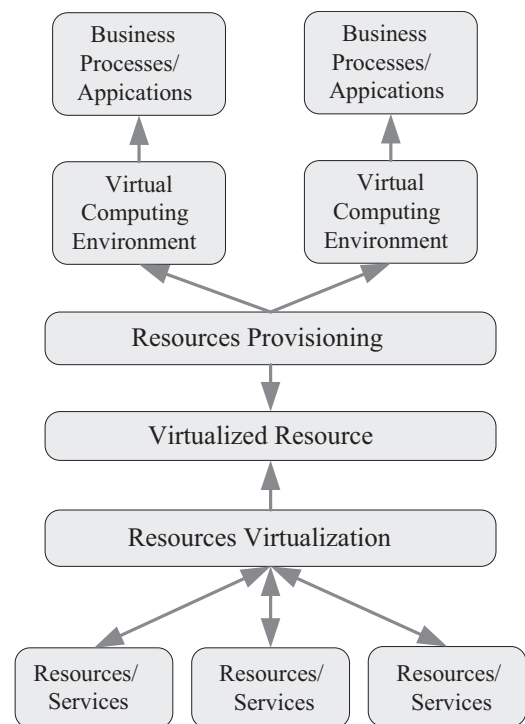 Business
Processes/
Appications
Business
Processes/
Appications
Virtual
Computing
Environment
Virtual
Computing
Environment
Resources Provisioning
Virtualized Resource
Resources Virtualization
Resources/
Services
Resources/
Services
Resources/
Services